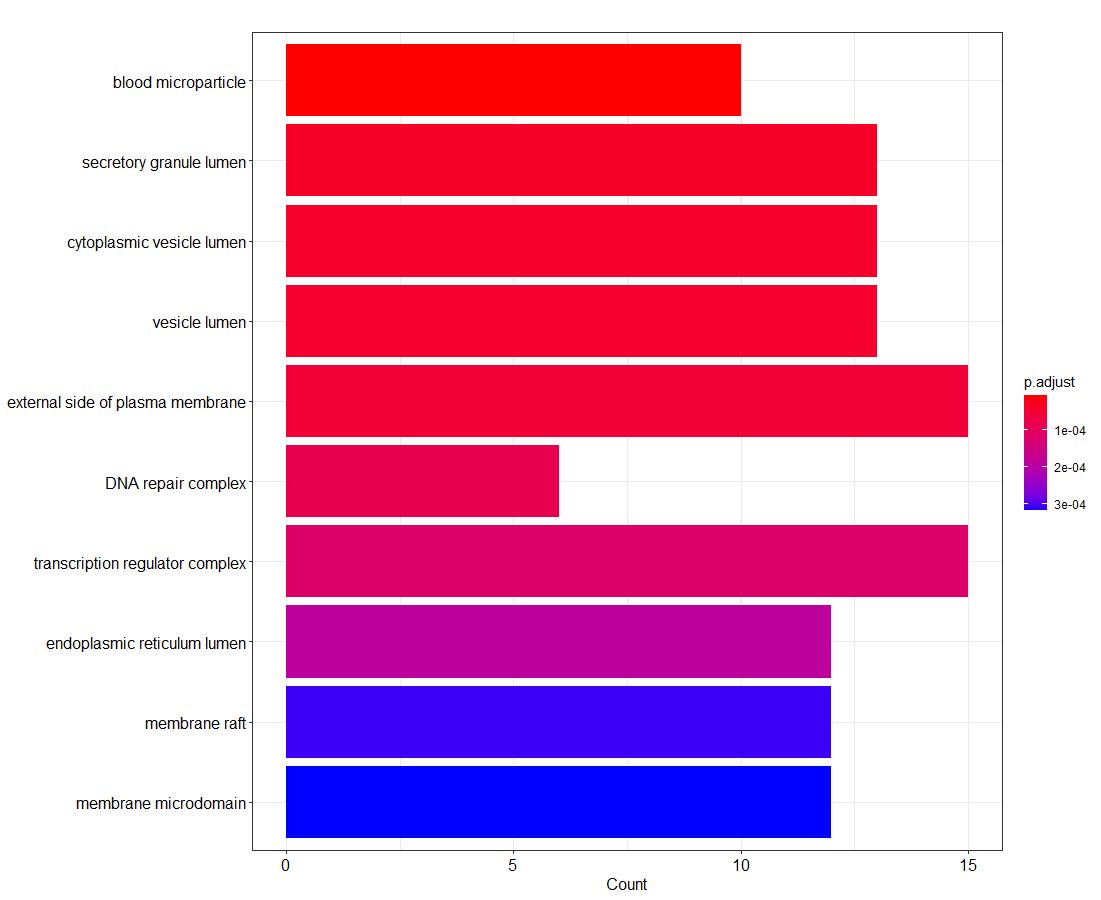 blood microparticle
secretory granule lumen
cytoplasmic vesicle lumen
vesicle lumen
external side of plasma membrane
DNA repair complex
transcription regulator complex
endoplasmic reticulum lumen
membrane raft
membrane microdomain
0
5
10
15
Count
p.adjust
1e-04
2e-04
3e-04